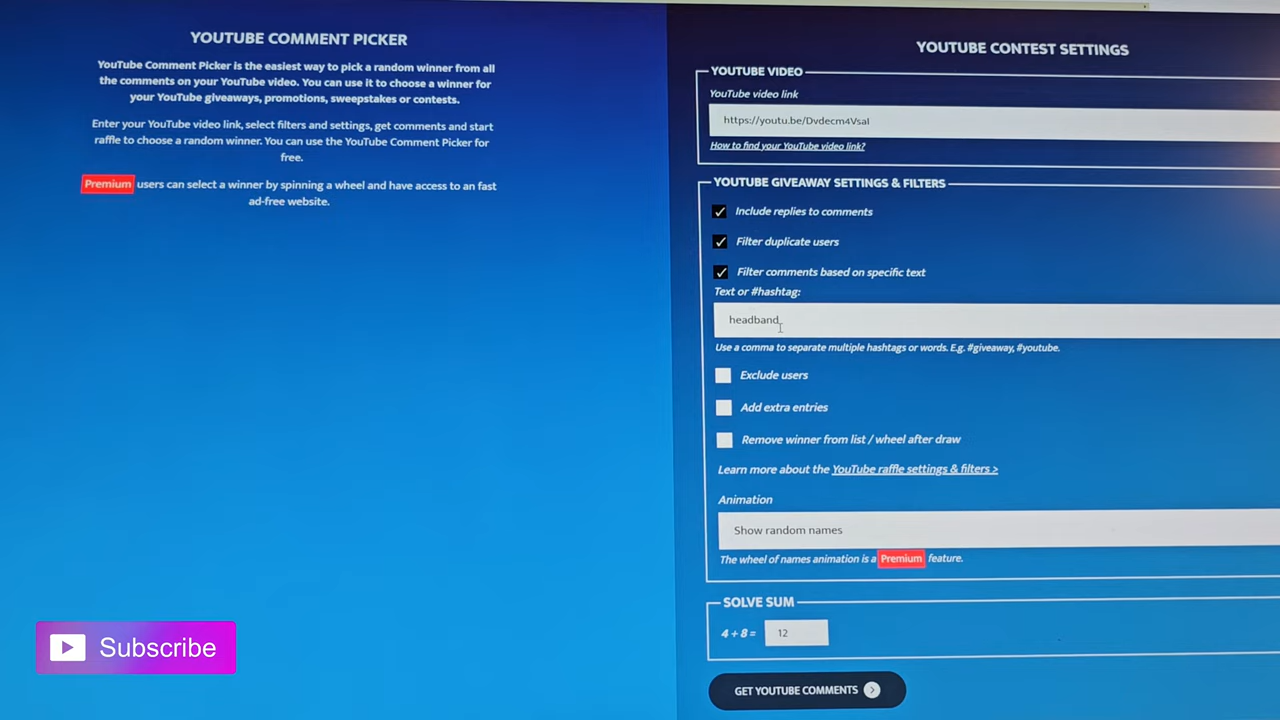 YOUTUBE COMMENT PICKER
YouTube Comment Picker is the easiest way to pick a random winner from all
the comments on your YouTube video. You can use it to choose a winner for
your YouTube giveaways, promotions, sweepstakes or contests.
Enter your YouTube video link, select filters and settings, get comments and start
raffle to choose a random winner. You can use the YouTube Comment Picker for
free.
Premium users can select a winner by spinning a wheel and have access to an fast
ad-free website.
Subscribe
YOUTUBE CONTEST SETTINGS
YOUTUBE VIDEO
YouTube video link
https://youtu.be/Dvdecm4VsaI
How to find your YouTube video link?
YOUTUBE GIVEAWAY SETTINGS & FILTERS
Include replies to comments
Filter duplicate users
Filter comments based on specific text
Text or #hashtag:
headband
Use a comma to separate multiple hashtags or words. E.g. #giveaway, #youtube.
Exclude users
Add extra entries
Remove winner from list / wheel after draw
Learn more about the YouTube raffle settings & filters >
Animation
Show random names
The wheel of names animation is a Premium feature.
SOLVE SUM
4 + 8 = 12
GET YOUTUBE COMMENTS